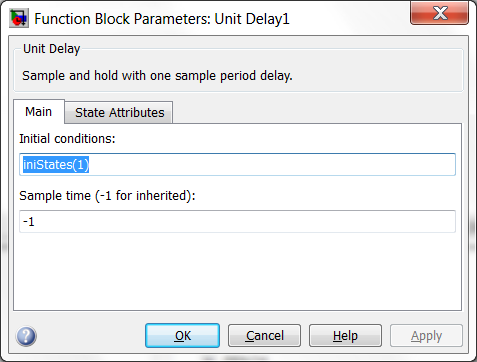 Function Block Parameters: Unit Delay1
Unit Delay
Sample and hold with one sample period delay.
Main State Attributes
Initial conditions:
iniStates(1)
Sample time (-1 for inherited):
-1
OK Cancel Help Apply